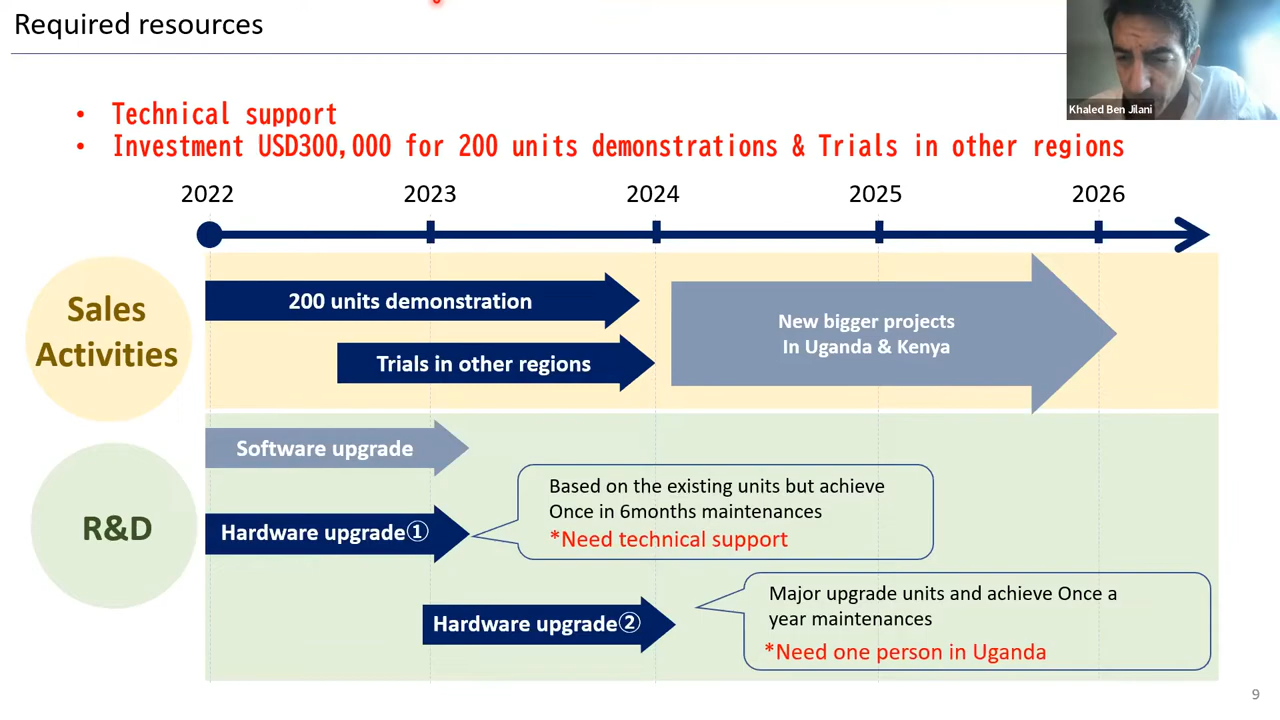 Required resources
Khaled Ben Jilani
• Technical support
• Investment USD300,000 for 200 units demonstrations & Trials in other regions
2022 2023 2024 2025 2026
Sales
Activities
200 units demonstration
Trials in other regions
New bigger projects
In Uganda & Kenya
R&D
Software upgrade
Hardware upgrade①
Based on the existing units but achieve
Once in 6months maintenances
*Need technical support
Hardware upgrade②
Major upgrade units and achieve Once a
year maintenances
*Need one person in Uganda
9